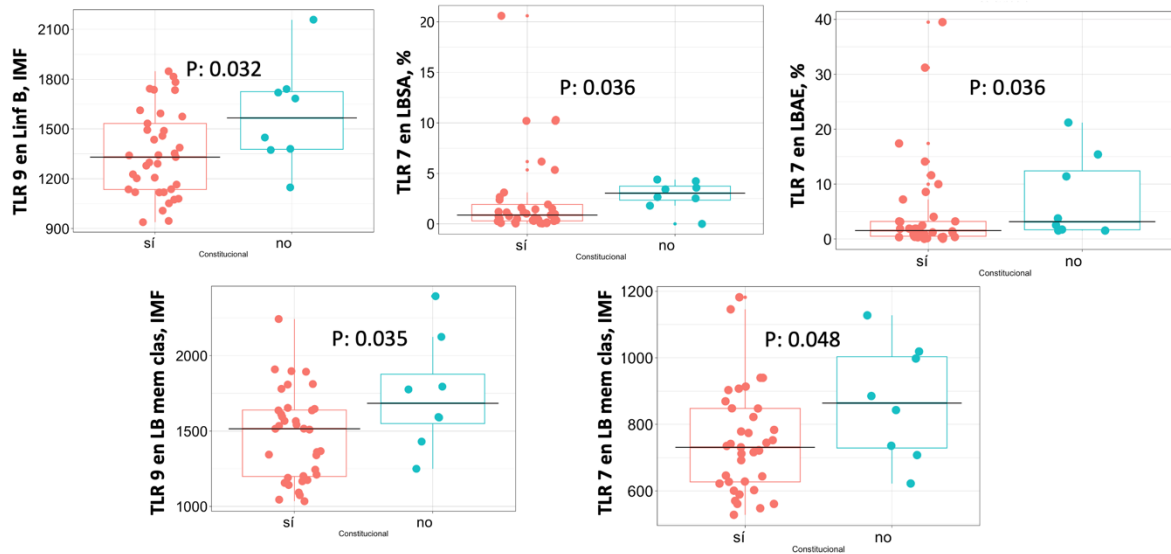 TLR 9 en Linf B, IMF
2100
1800
1500
1200
900
P: 0.032
sí no
Constitucional
TLR 7 en LBSA, %
20
15
10
5
0
P: 0.036
sí no
Constitucional
TLR 7 en LBAE, %
40
30
20
10
0
P: 0.036
sí no
Constitucional
TLR 9 en LB mem clas, IMF
2000
1500
1000
P: 0.035
sí no
Constitucional
TLR 7 en LB mem clas, IMF
1200
1000
800
600
P: 0.048
sí no
Constitucional